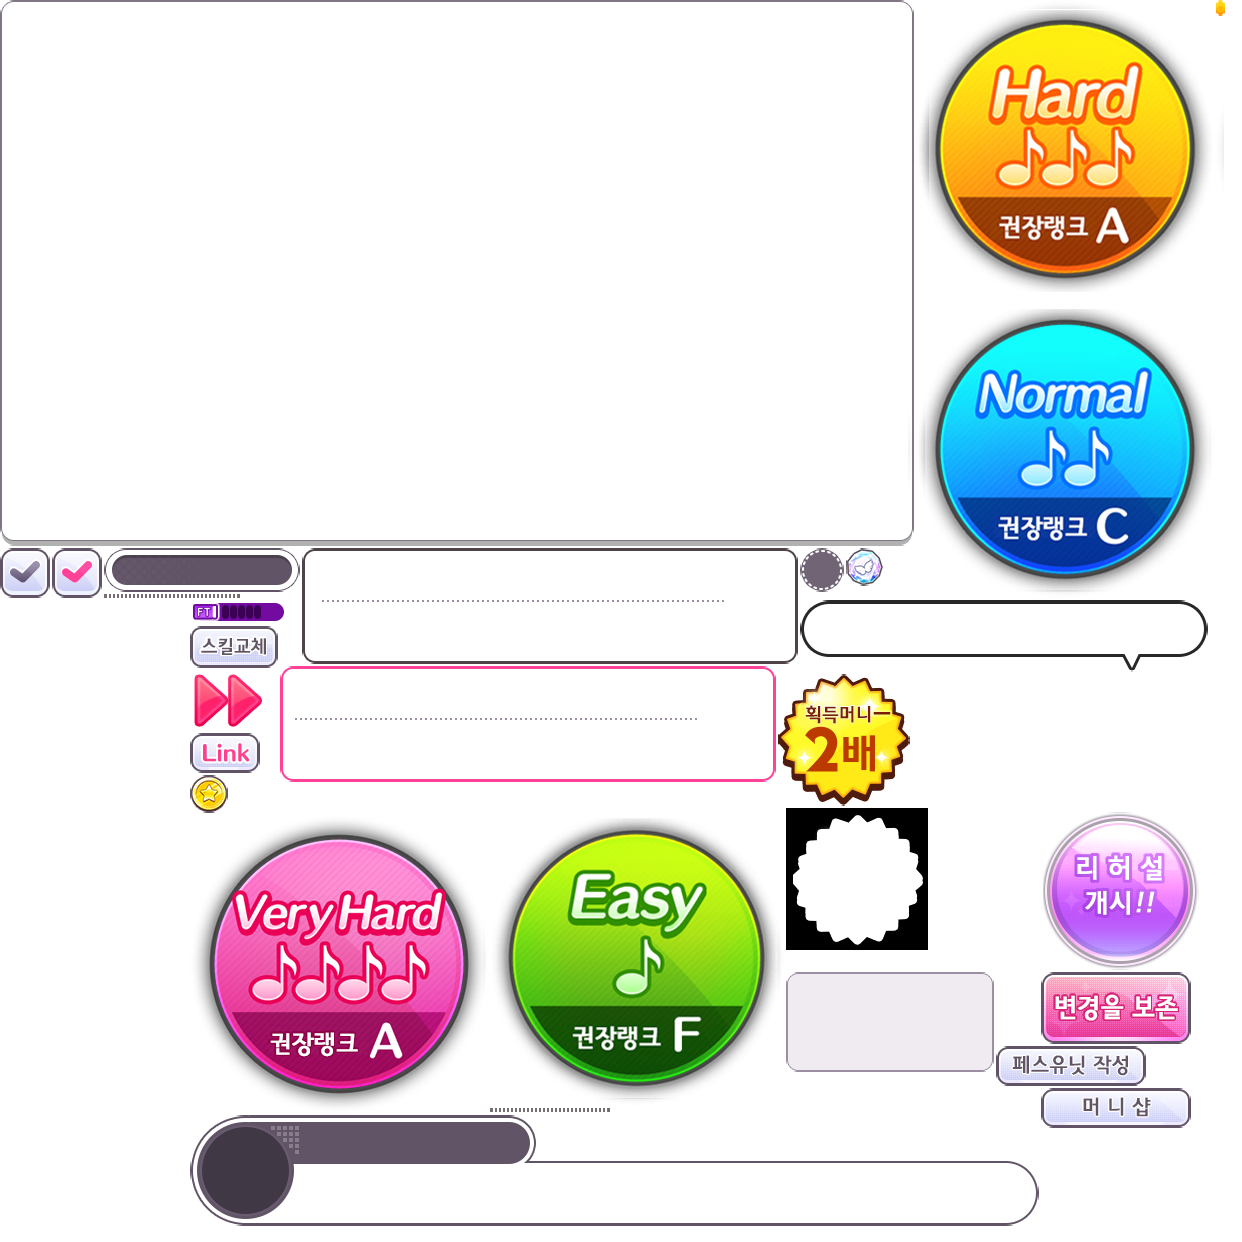 Hard
권장랭크 A
Normal
권장랭크 C
FT
스킬교체
Link
획득머니
2배
Very Hard
권장랭크 A
Easy
권장랭크 F
리허설
개시!!
변경을 보존
페스유닛 작성
머니샵